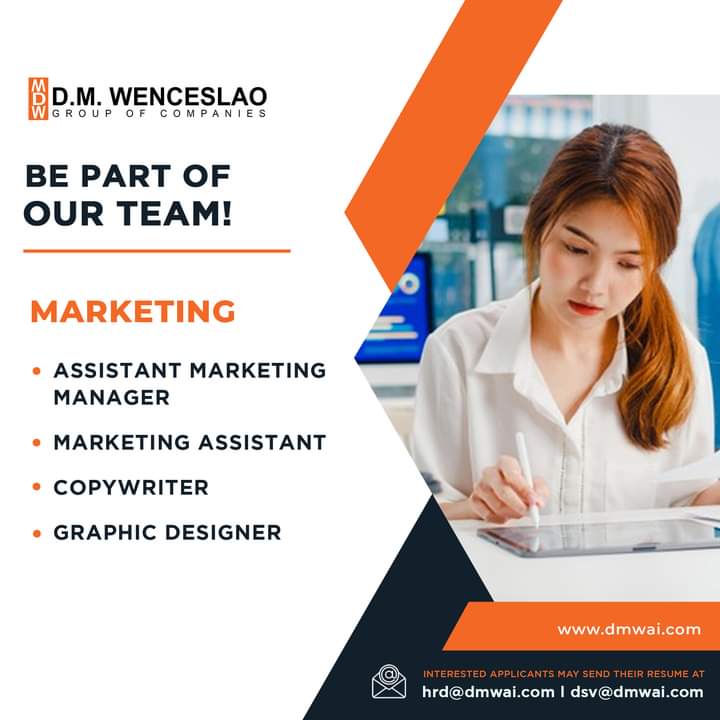 MDW
D.M. WENCESLAO
GROUP OF COMPANIES
BE PART OF
OUR TEAM!
MARKETING
• ASSISTANT MARKETING
MANAGER
• MARKETING ASSISTANT
• COPYWRITER
• GRAPHIC DESIGNER
www.dmwai.com
@
INTERESTED APPLICANTS MAY SEND THEIR RESUME AT
hrd@dmwai.com | dsv@dmwai.com